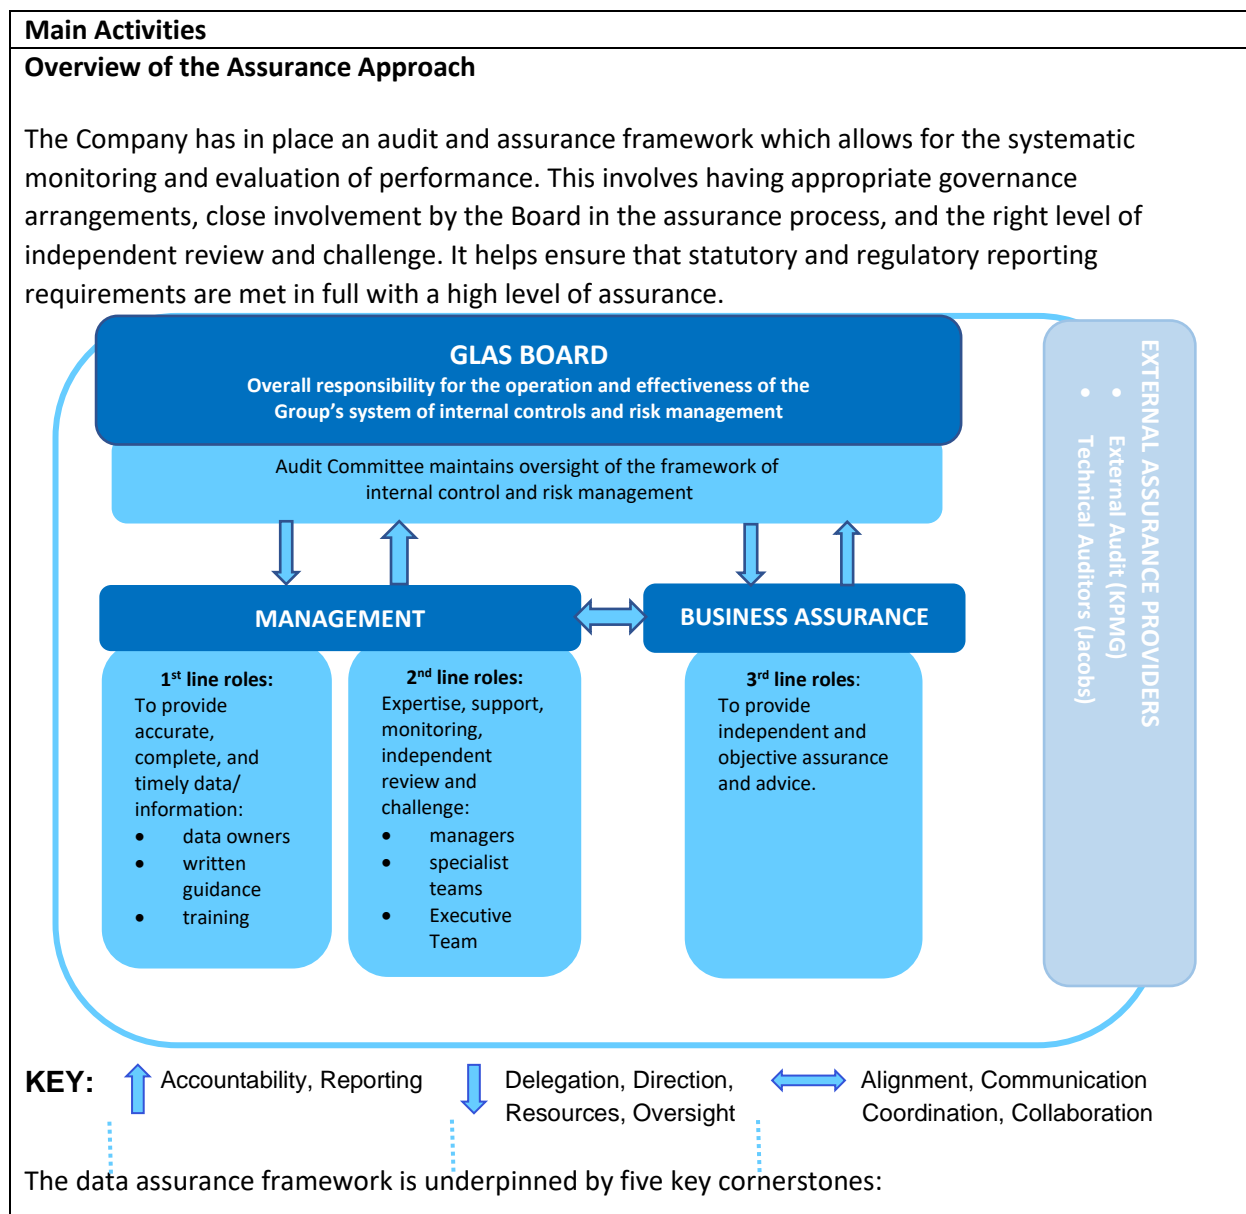 Main Activities
Overview of the Assurance Approach
The Company has in place an audit and assurance framework which allows for the systematic
monitoring and evaluation of performance. This involves having appropriate governance
arrangements, close involvement by the Board in the assurance process, and the right level of
independent review and challenge. It helps ensure that statutory and regulatory reporting
requirements are met in full with a high level of assurance.
GLAS BOARD
Overall responsibility for the operation and effectiveness of the
Group's system of internal controls and risk management
Audit Committee maintains oversight of the framework of
internal control and risk management
MANAGEMENT
1st line roles:
To provide
accurate,
complete, and
timely data/
information:
• data owners
• written
guidance
• training
2nd line roles:
Expertise, support,
monitoring,
independent
review and
challenge:
• managers
• specialist
teams
• Executive
Team
BUSINESS ASSURANCE
3rd line roles:
To provide
independent and
objective assurance
and advice.
EXTERNAL ASSURANCE PROVIDERS
• External Audit (KPMG)
• Technical Auditors (Jacobs)
KEY:
Accountability, Reporting
Delegation, Direction,
Resources, Oversight
Alignment, Communication
Coordination, Collaboration
The data assurance framework is underpinned by five key cornerstones: